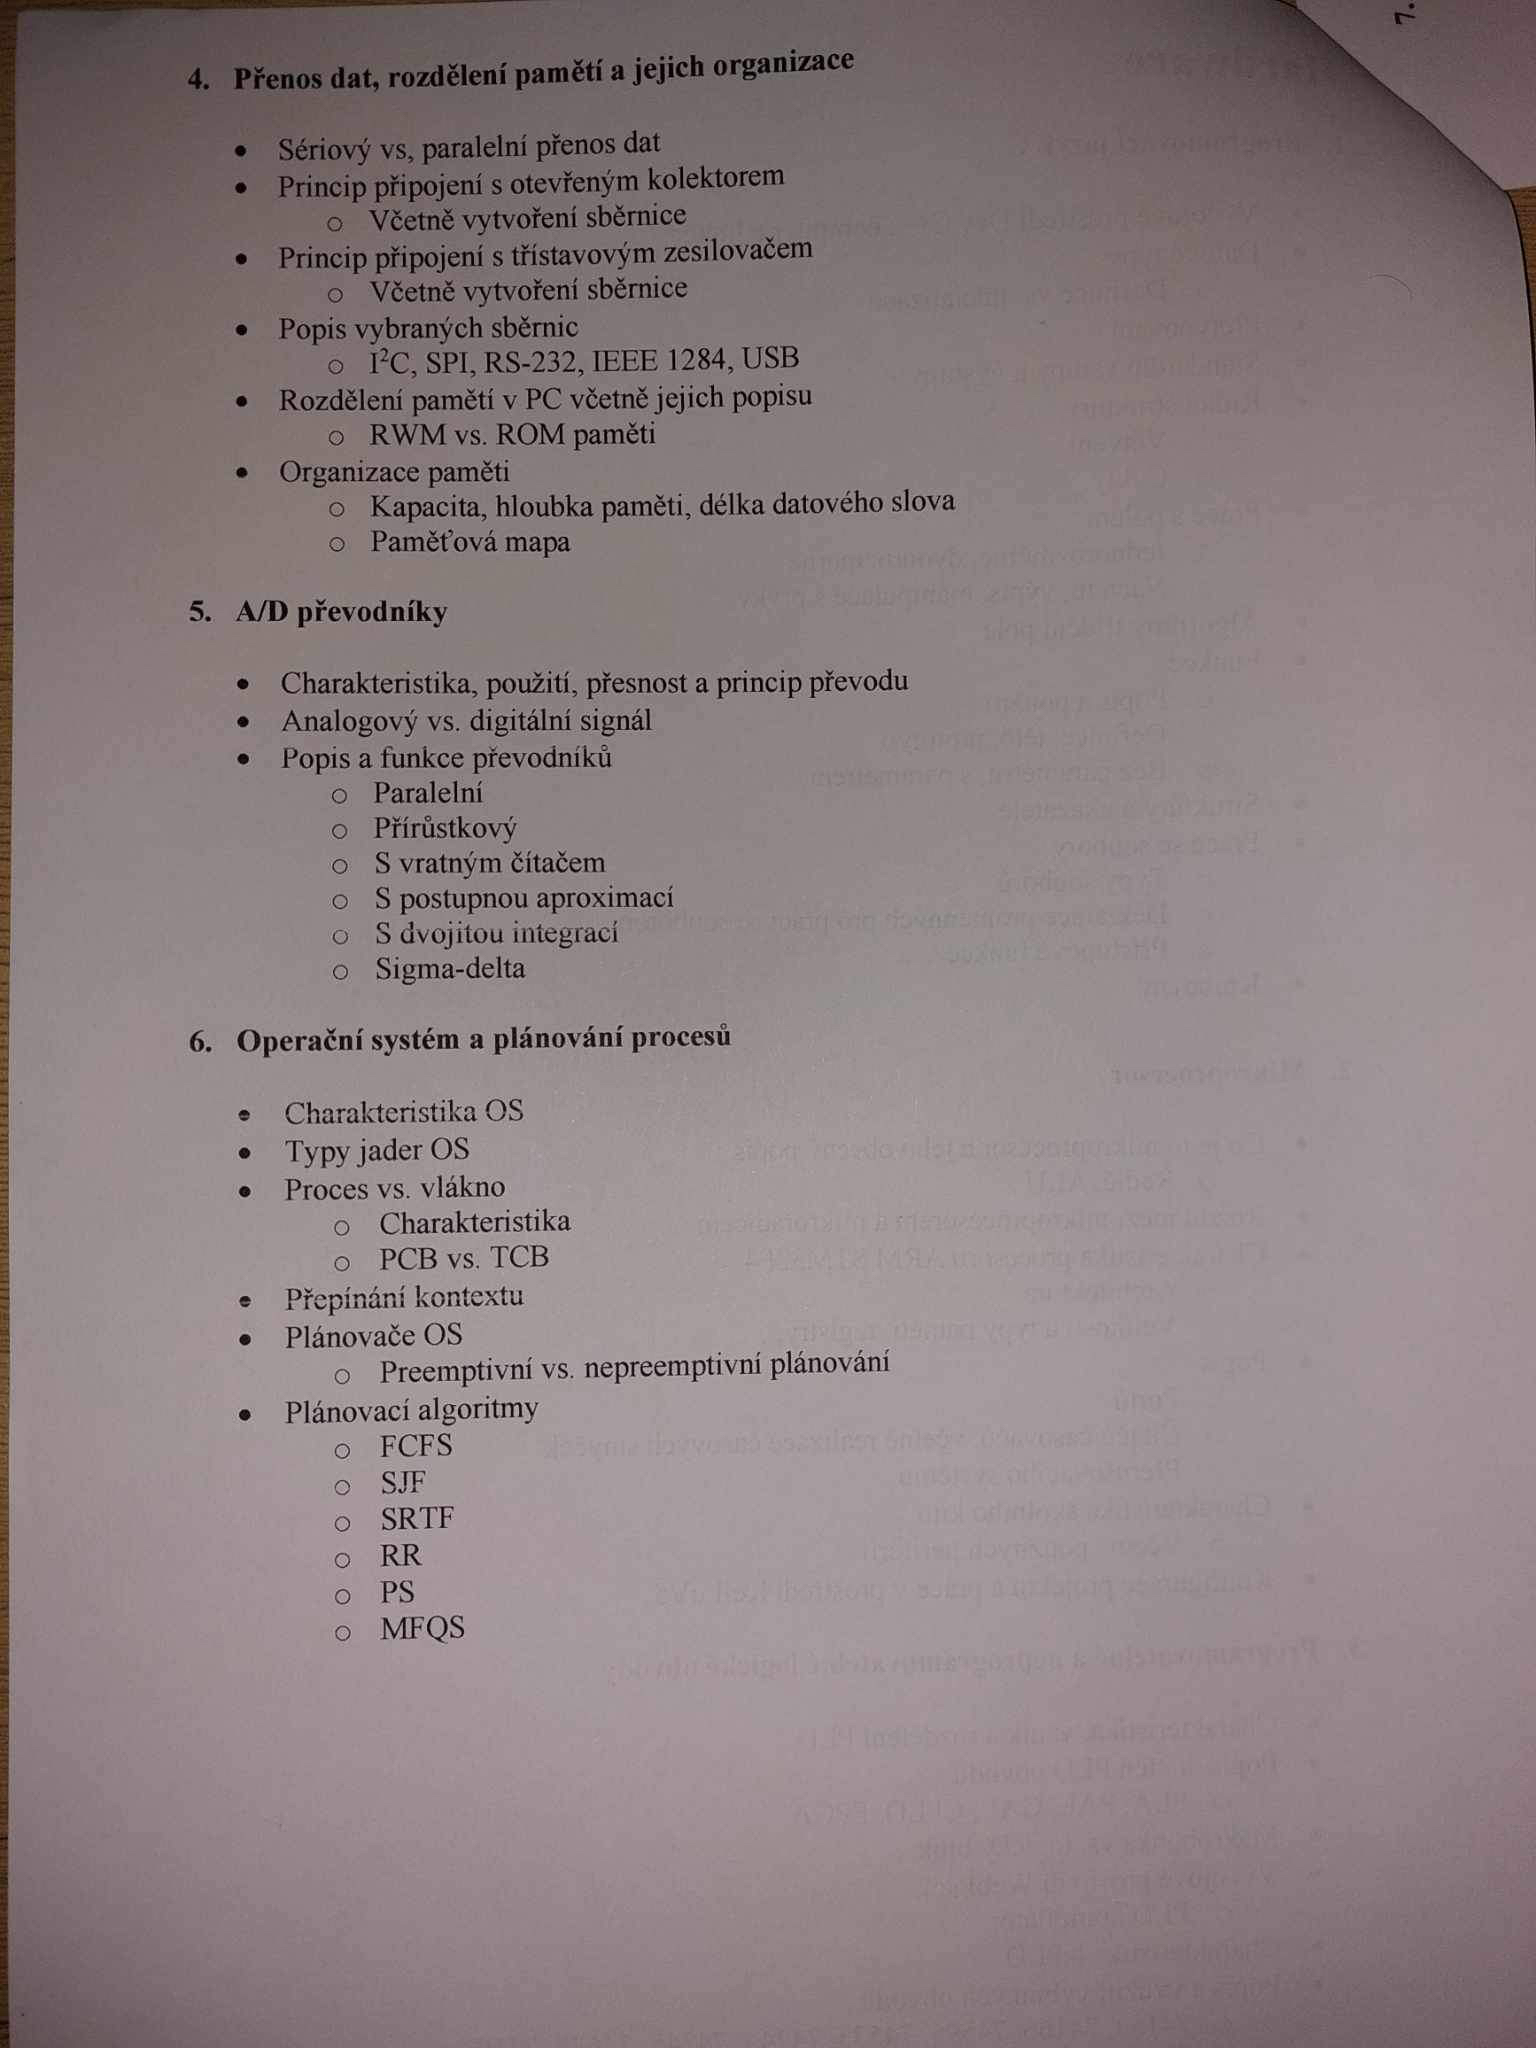 7.
4. Přenos dat, rozdělení pamětí a jejich organizace
• Sériový vs, paralelní přenos dat
• Princip připojení s otevřeným kolektorem
o Včetně vytvoření sběrnice
• Princip připojení s třístavovým zesilovačem
o Včetně vytvoření sběrnice
• Popis vybraných sběrnic
o I²C, SPI, RS-232, IEEE 1284, USB
• Rozdělení pamětí v PC včetně jejich popisu
o RWM vs. ROM paměti
• Organizace paměti
o Kapacita, hloubka paměti, délka datového slova
o Paměťová mapa
5. A/D převodníky
• Charakteristika, použití, přesnost a princip převodu
• Analogový vs. digitální signál
• Popis a funkce převodníků
o Paralelní
o Přírůstkový
o S vratným čítačem
o S postupnou aproximací
o S dvojitou integrací
o Sigma-delta
6. Operační systém a plánování procesů
• Charakteristika OS
• Typy jader OS
• Proces vs. vlákno
o Charakteristika
o PCB vs. TCB
• Přepínání kontextu
• Plánovače OS
o Preemptivní vs. nepreemptivní plánování
• Plánovací algoritmy
o FCFS
o SJF
o SRTF
o RR
o PS
o MFQS